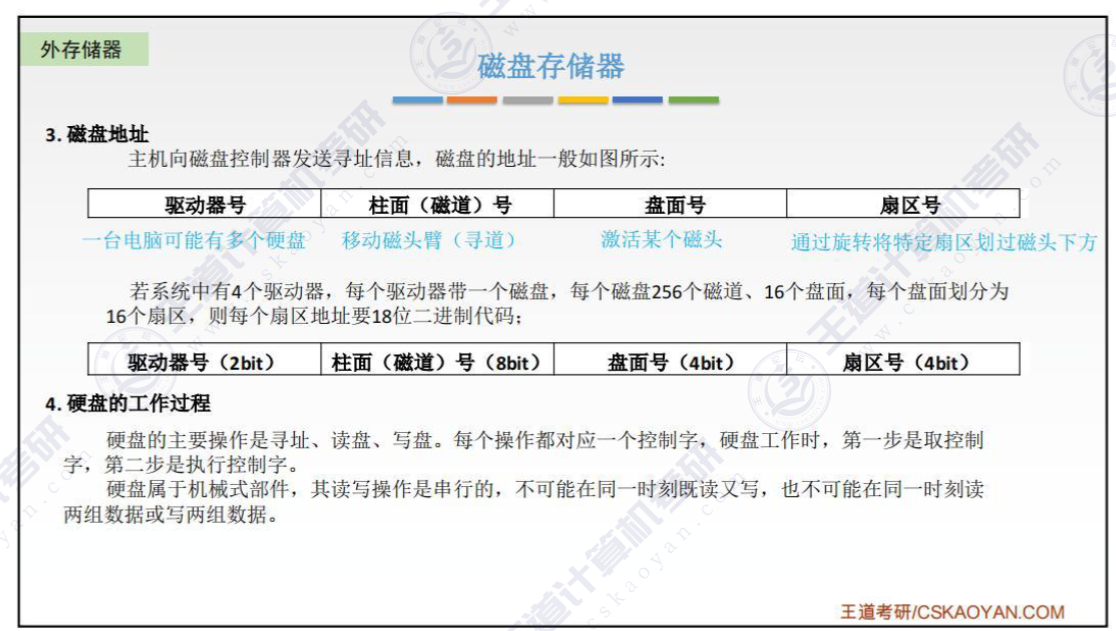 外存储器
磁盘存储器
3. 磁盘地址
主机向磁盘控制器发送寻址信息，磁盘的地址一般如图所示:
驱动器号 柱面（磁道）号 盘面号 扇区号
一台电脑可能有多个硬盘 移动磁头臂（寻道） 激活某个磁头 通过旋转将特定扇区划过磁头下方
若系统中有4个驱动器，每个驱动器带一个磁盘，每个磁盘256个磁道、16个盘面，每个盘面划分为
16个扇区，则每个扇区地址要18位二进制代码；
驱动器号（2bit） 柱面（磁道）号（8bit） 盘面号（4bit） 扇区号（4bit）
4. 硬盘的工作过程
硬盘的主要操作是寻址、读盘、写盘。每个操作都对应一个控制字，硬盘工作时，第一步是取控制
字，第二步是执行控制字。
硬盘属于机械式部件，其读写操作是串行的，不可能在同一时刻既读又写，也不可能在同一时刻读
两组数据或写两组数据。
王道考研/CSKAOYAN.COM